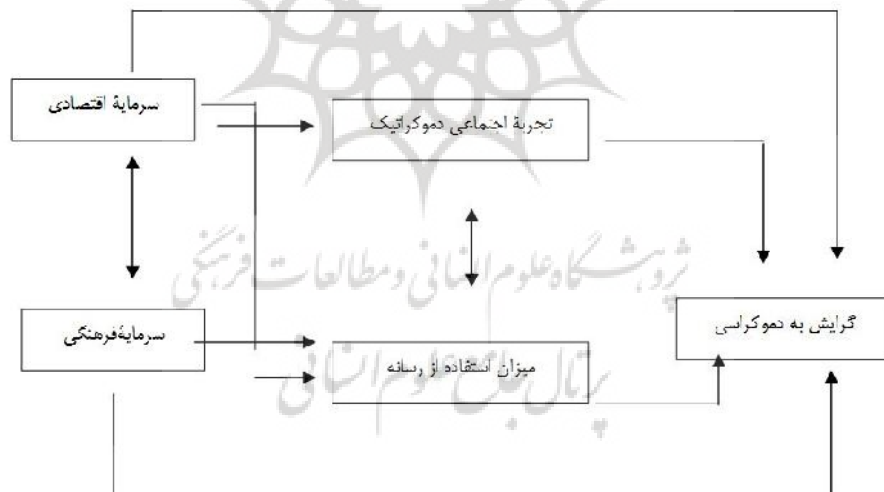 سرمایهٔ اقتصادی
تجربهٔ اجتماعی دموکراتیک
پژوهشگاه علوم انسانی و مطالعات فرهنگی
سرمایهٔ فرهنگی
گرایش به دموکراسی
میزان استفاده از رسانه
پرتال جامع علوم انسانی